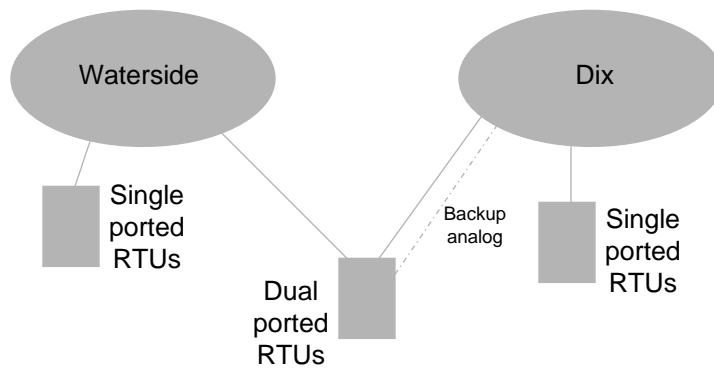 Waterside
Dix
Single
ported
RTUs
Backup
analog
Single
ported
RTUs
Dual
ported
RTUs